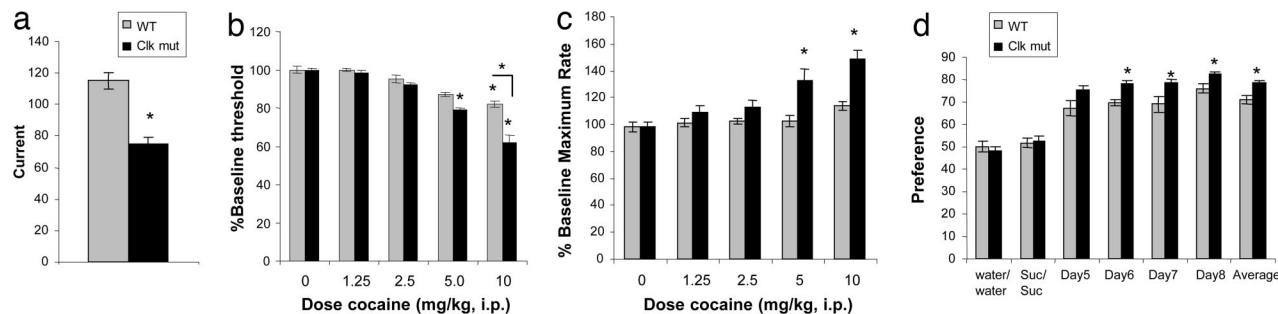 a
WT
Clk mut
140
120
100
80
60
40
20
0
Current
*
b
120
100
80
60
40
20
0
%Baseline threshold
*
*
*
*
0 1.25 2.5 5.0 10
Dose cocaine (mg/kg, i.p.)
c
180
160
140
120
100
80
60
40
20
0
% Baseline Maximum Rate
*
*
0 1.25 2.5 5 10
Dose cocaine (mg/kg, i.p.)
d
WT
Clk mut
90
80
70
60
50
40
30
20
10
0
Preference
* * * *
water/ Suc/ Day5 Day6 Day7 Day8 Average
water Suc